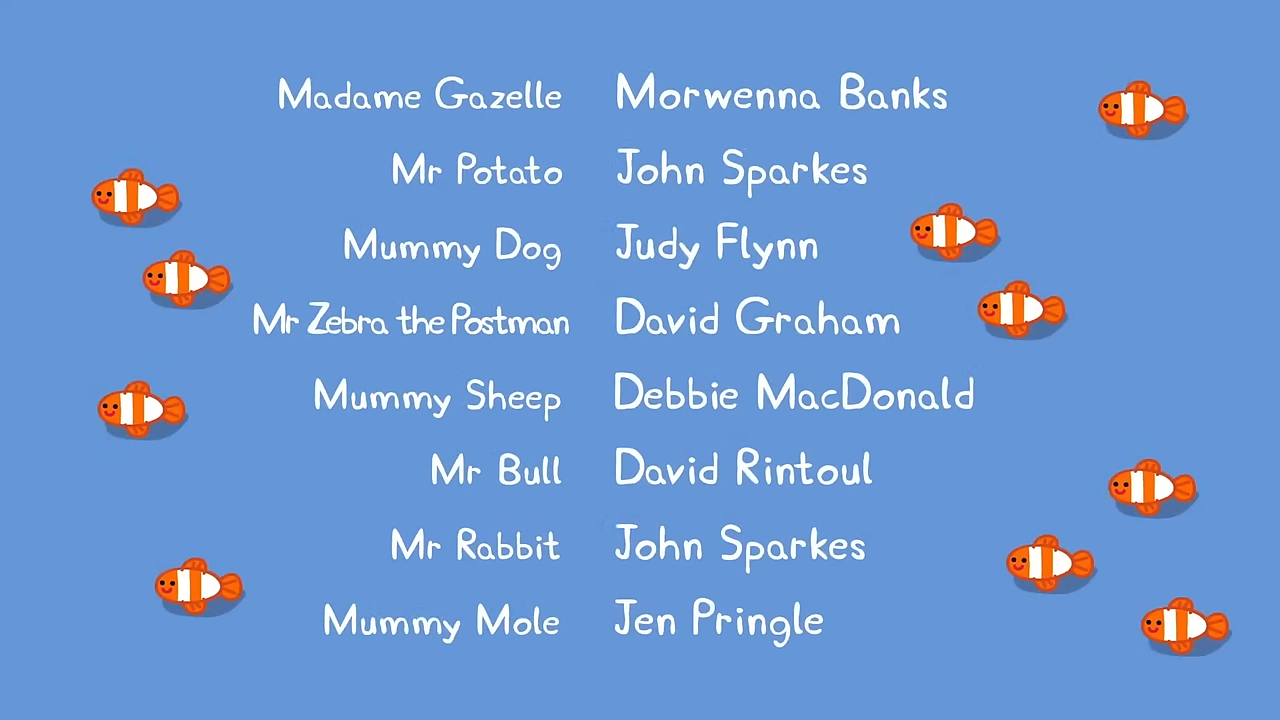 Madame Gazelle Morwenna Banks
Mr Potato John Sparkes
Mummy Dog Judy Flynn
Mr Zebra the Postman David Graham
Mummy Sheep Debbie MacDonald
Mr Bull David Rintoul
Mr Rabbit John Sparkes
Mummy Mole Jen Pringle